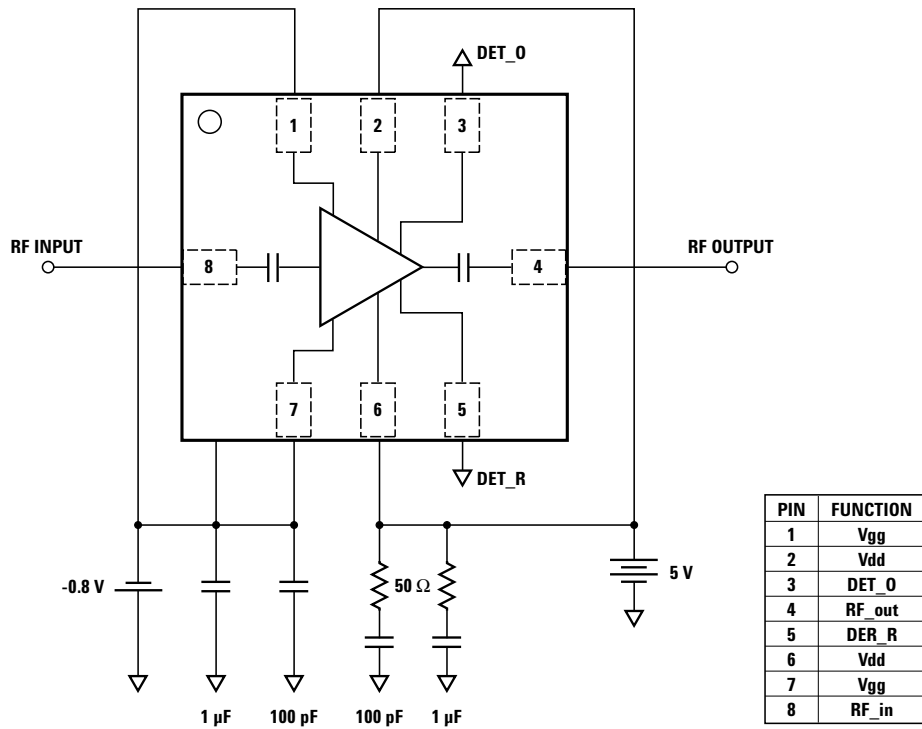 DET_O
1
2
3
RF INPUT
8
4
RF OUTPUT
7
6
5
DET_R
-0.8 V
50 Ω
5 V
1 µF
100 pF
100 pF
1 µF
PIN FUNCTION
1 Vgg
2 Vdd
3 DET_O
4 RF_out
5 DER_R
6 Vdd
7 Vgg
8 RF_in